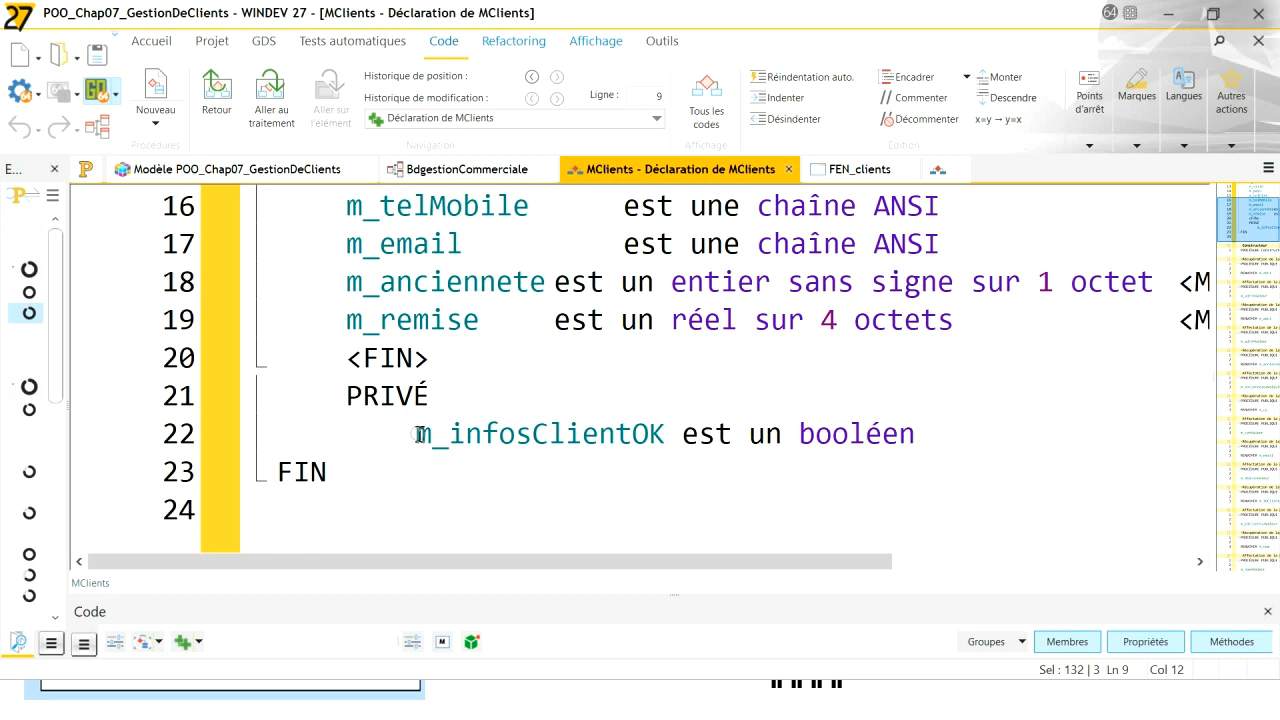 27 POO_Chap07_GestionDeClients - WINDEV 27 - [MClients - Déclaration de MClients] 64
Accueil Projet GDS Tests automatiques Code Refactoring Affichage Outils
GO
Nouveau
Procédures
Retour
Aller au traitement
Aller sur l'élément
Historique de position :
Historique de modification :
Ligne : 9
Déclaration de MClients
Navigation
Tous les codes
Affichage
Réindentation auto.
Indenter
Désindenter
Encadrer
// Commenter
Décommenter
Monter
Descendre
x=y → y=x
Edition
Points d'arrêt
Marques
Langues
Autres actions
E... Modèle POO_Chap07_GestionDeClients BdgestionCommerciale MClients - Déclaration de MClients FEN_clients
16 m_telMobile est une chaîne ANSI
17 m_email est une chaîne ANSI
18 m_anciennete est un entier sans signe sur 1 octet <M
19 m_remise est un réel sur 4 octets <M
20 <FIN>
21 PRIVÉ
22 m_infosClientOK est un booléen
23 FIN
24
MClients
Code
Groupes Membres Propriétés Méthodes
Sel : 132 | 3 Ln 9 Col 12